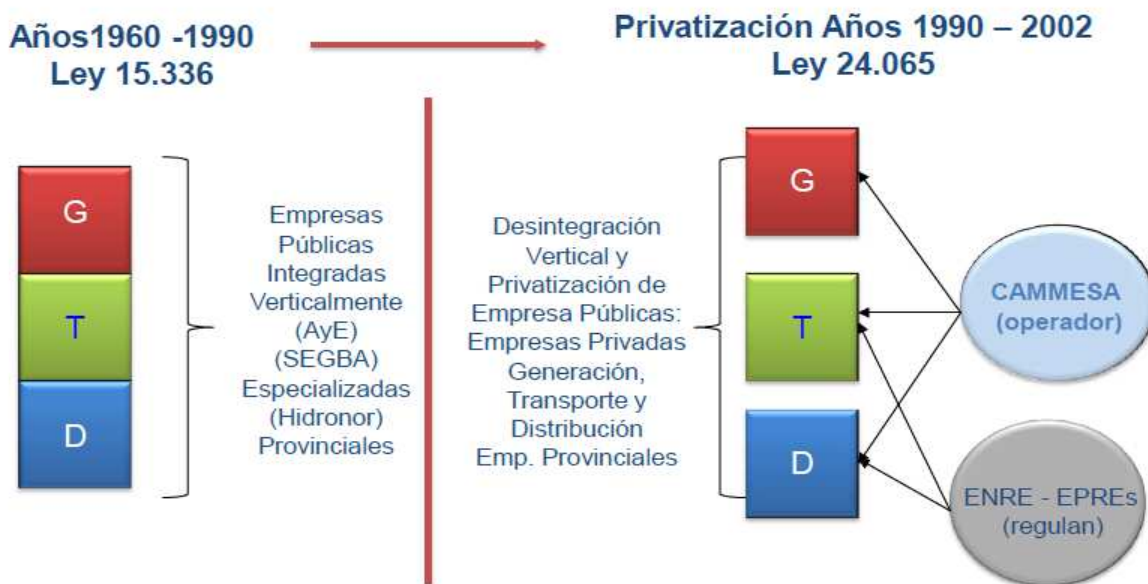 Años1960 -1990
Ley 15.336
Privatización Años 1990 – 2002
Ley 24.065
G
T
D
Empresas
Públicas
Integradas
Verticalmente
(AyE)
(SEGBA)
Especializadas
(Hidronor)
Provinciales
Desintegración
Vertical y
Privatización de
Empresa Públicas:
Empresas Privadas
Generación,
Transporte y
Distribución
Emp. Provinciales
G
T
D
CAMMESA
(operador)
ENRE - EPREs
(regulan)